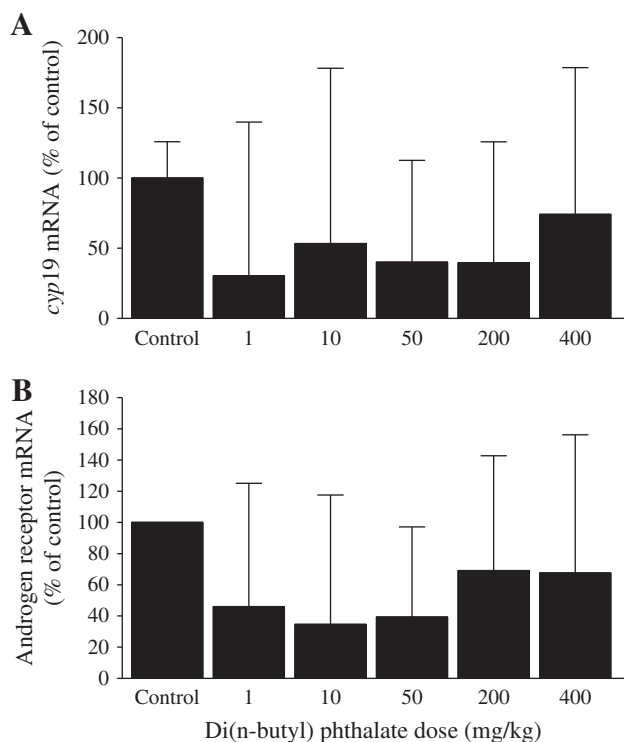 A
cyp19 mRNA (% of control)
200
150
100
50
0
Control 1 10 50 200 400
B
Androgen receptor mRNA
(% of control)
180
160
140
120
100
80
60
40
20
0
Control 1 10 50 200 400
Di(n-butyl) phthalate dose (mg/kg)